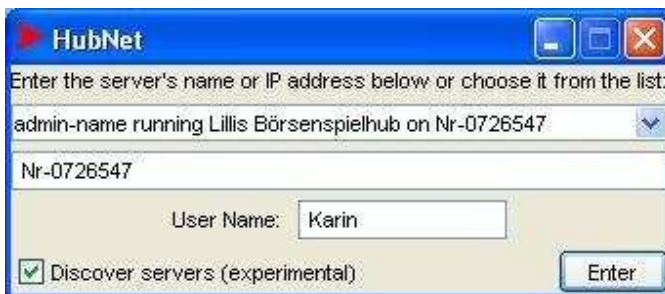 HubNet
Enter the server's name or IP address below or choose it from the list:
admin-name running Lillis Börsenspielhub on Nr-0726547
Nr-0726547
User Name: Karin
Discover servers (experimental) Enter